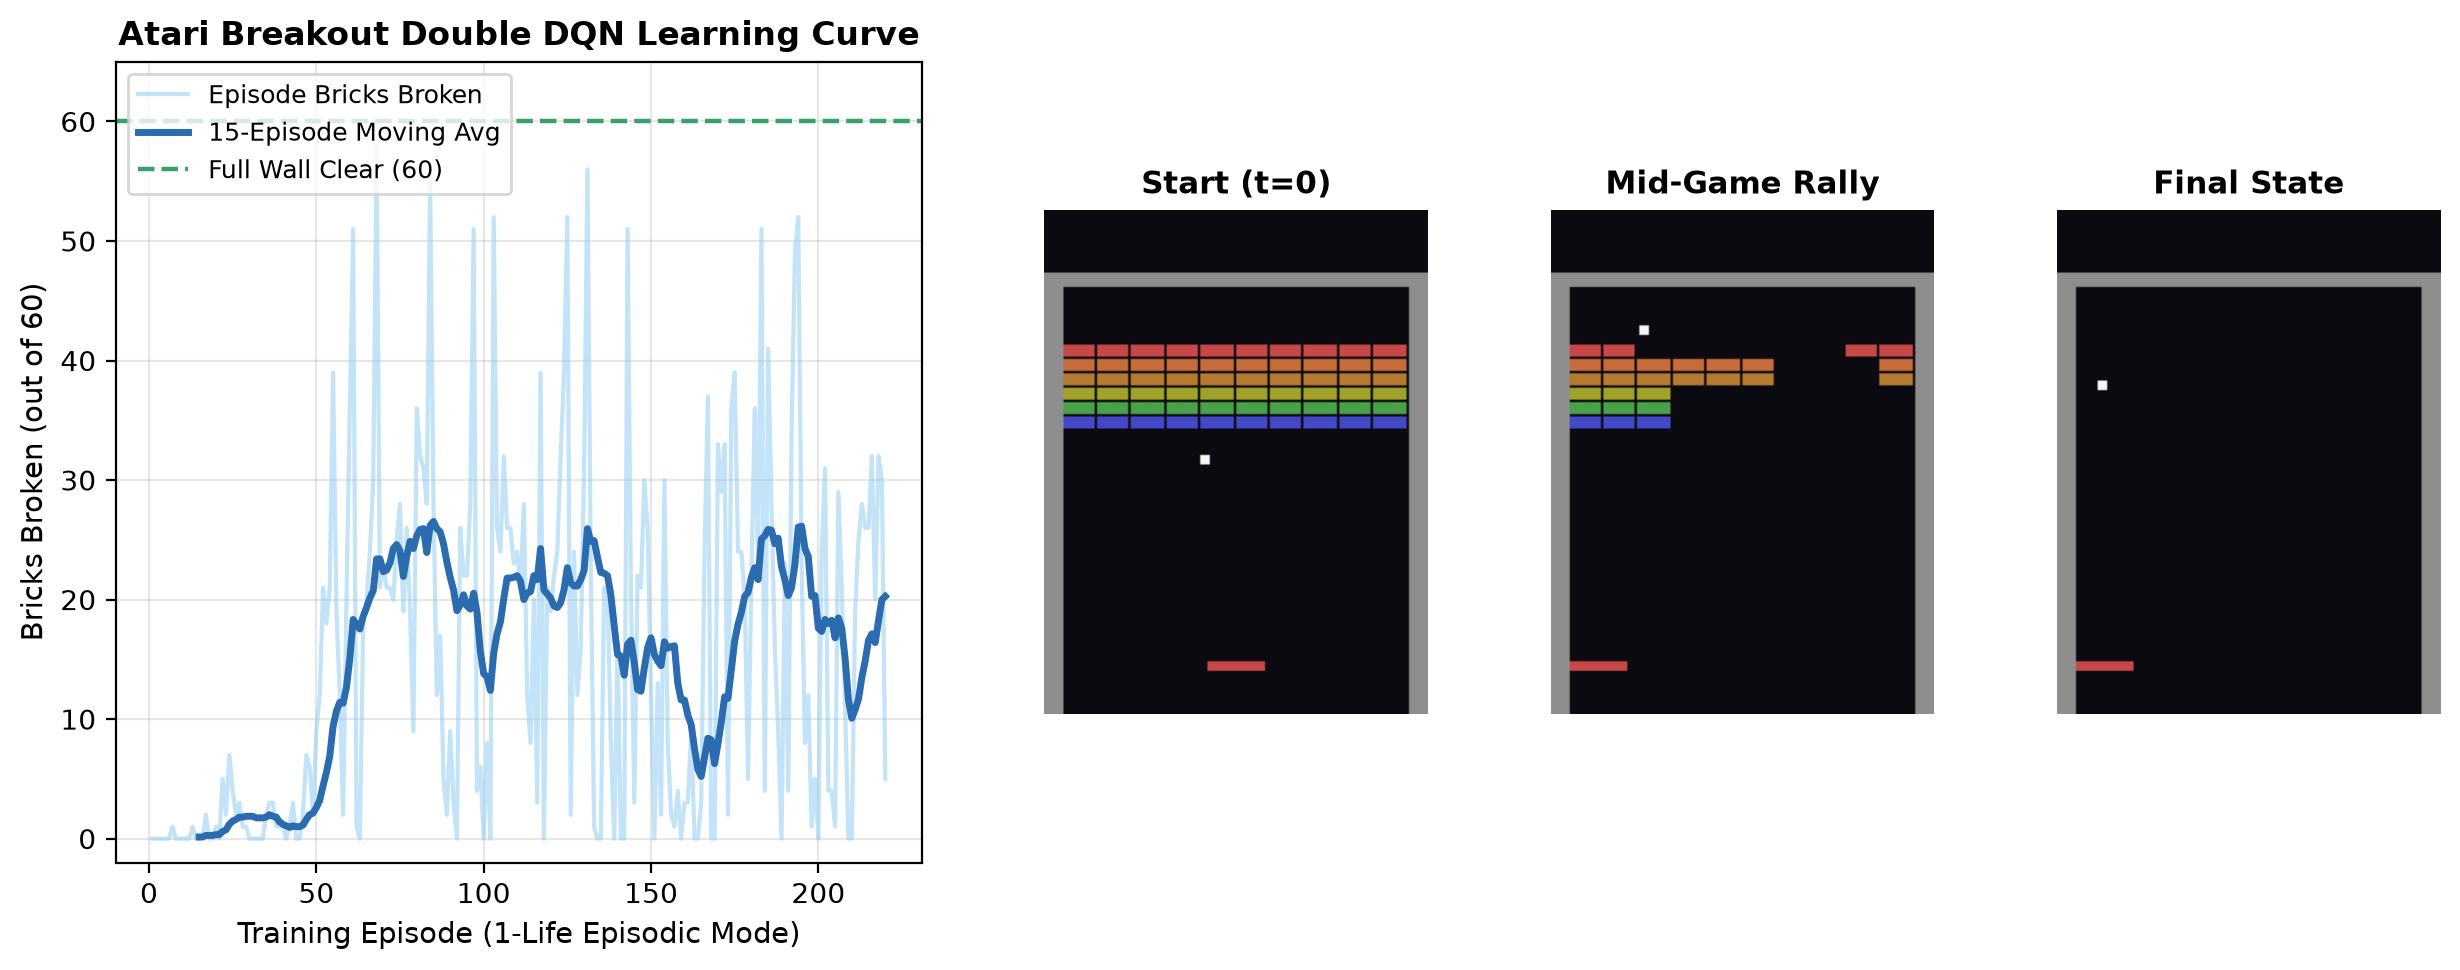 Atari Breakout Double DQN Learning Curve
Episode Bricks Broken
15-Episode Moving Avg
Full Wall Clear (60)
Bricks Broken (out of 60)
60
50
40
30
20
10
0
0 50 100 150 200
Training Episode (1-Life Episodic Mode)
Start (t=0)
Mid-Game Rally
Final State